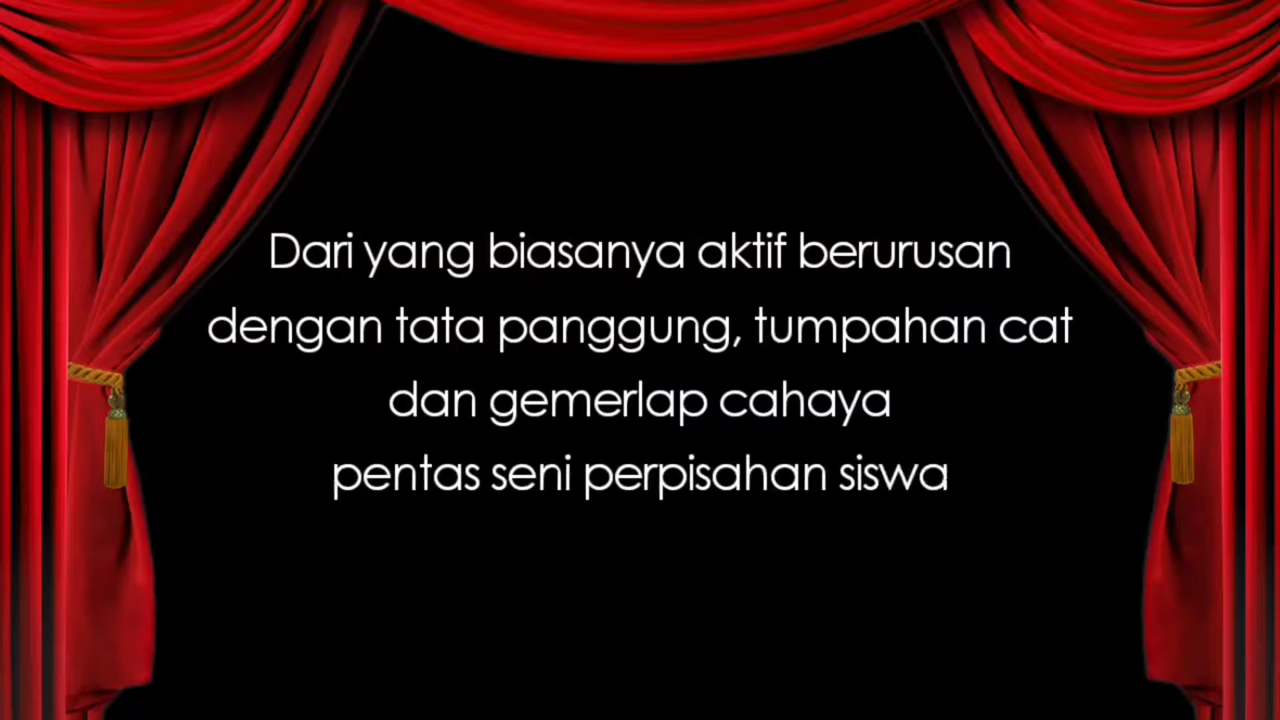 Dari yang biasanya aktif berurusan
dengan tata panggung, tumpahan cat
dan gemerlap cahaya
pentas seni perpisahan siswa